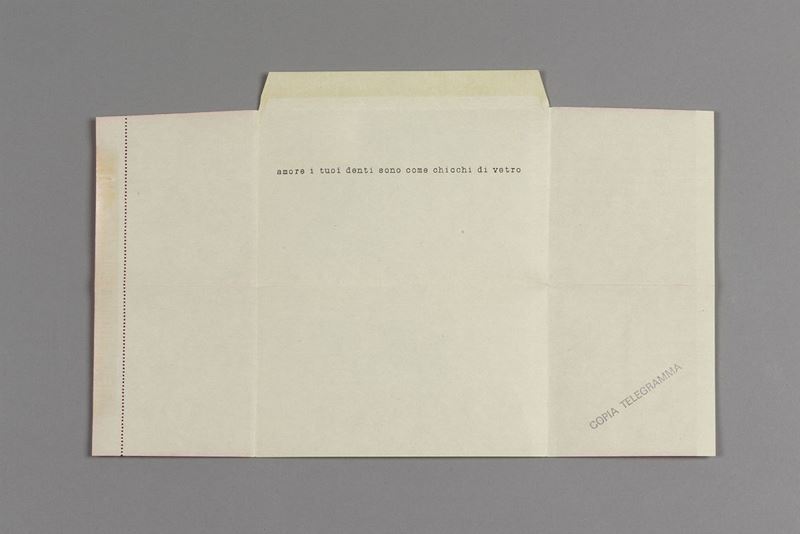 amore i tuoi denti sono come chicchi di vetro
COPIA TELEGRAMMA